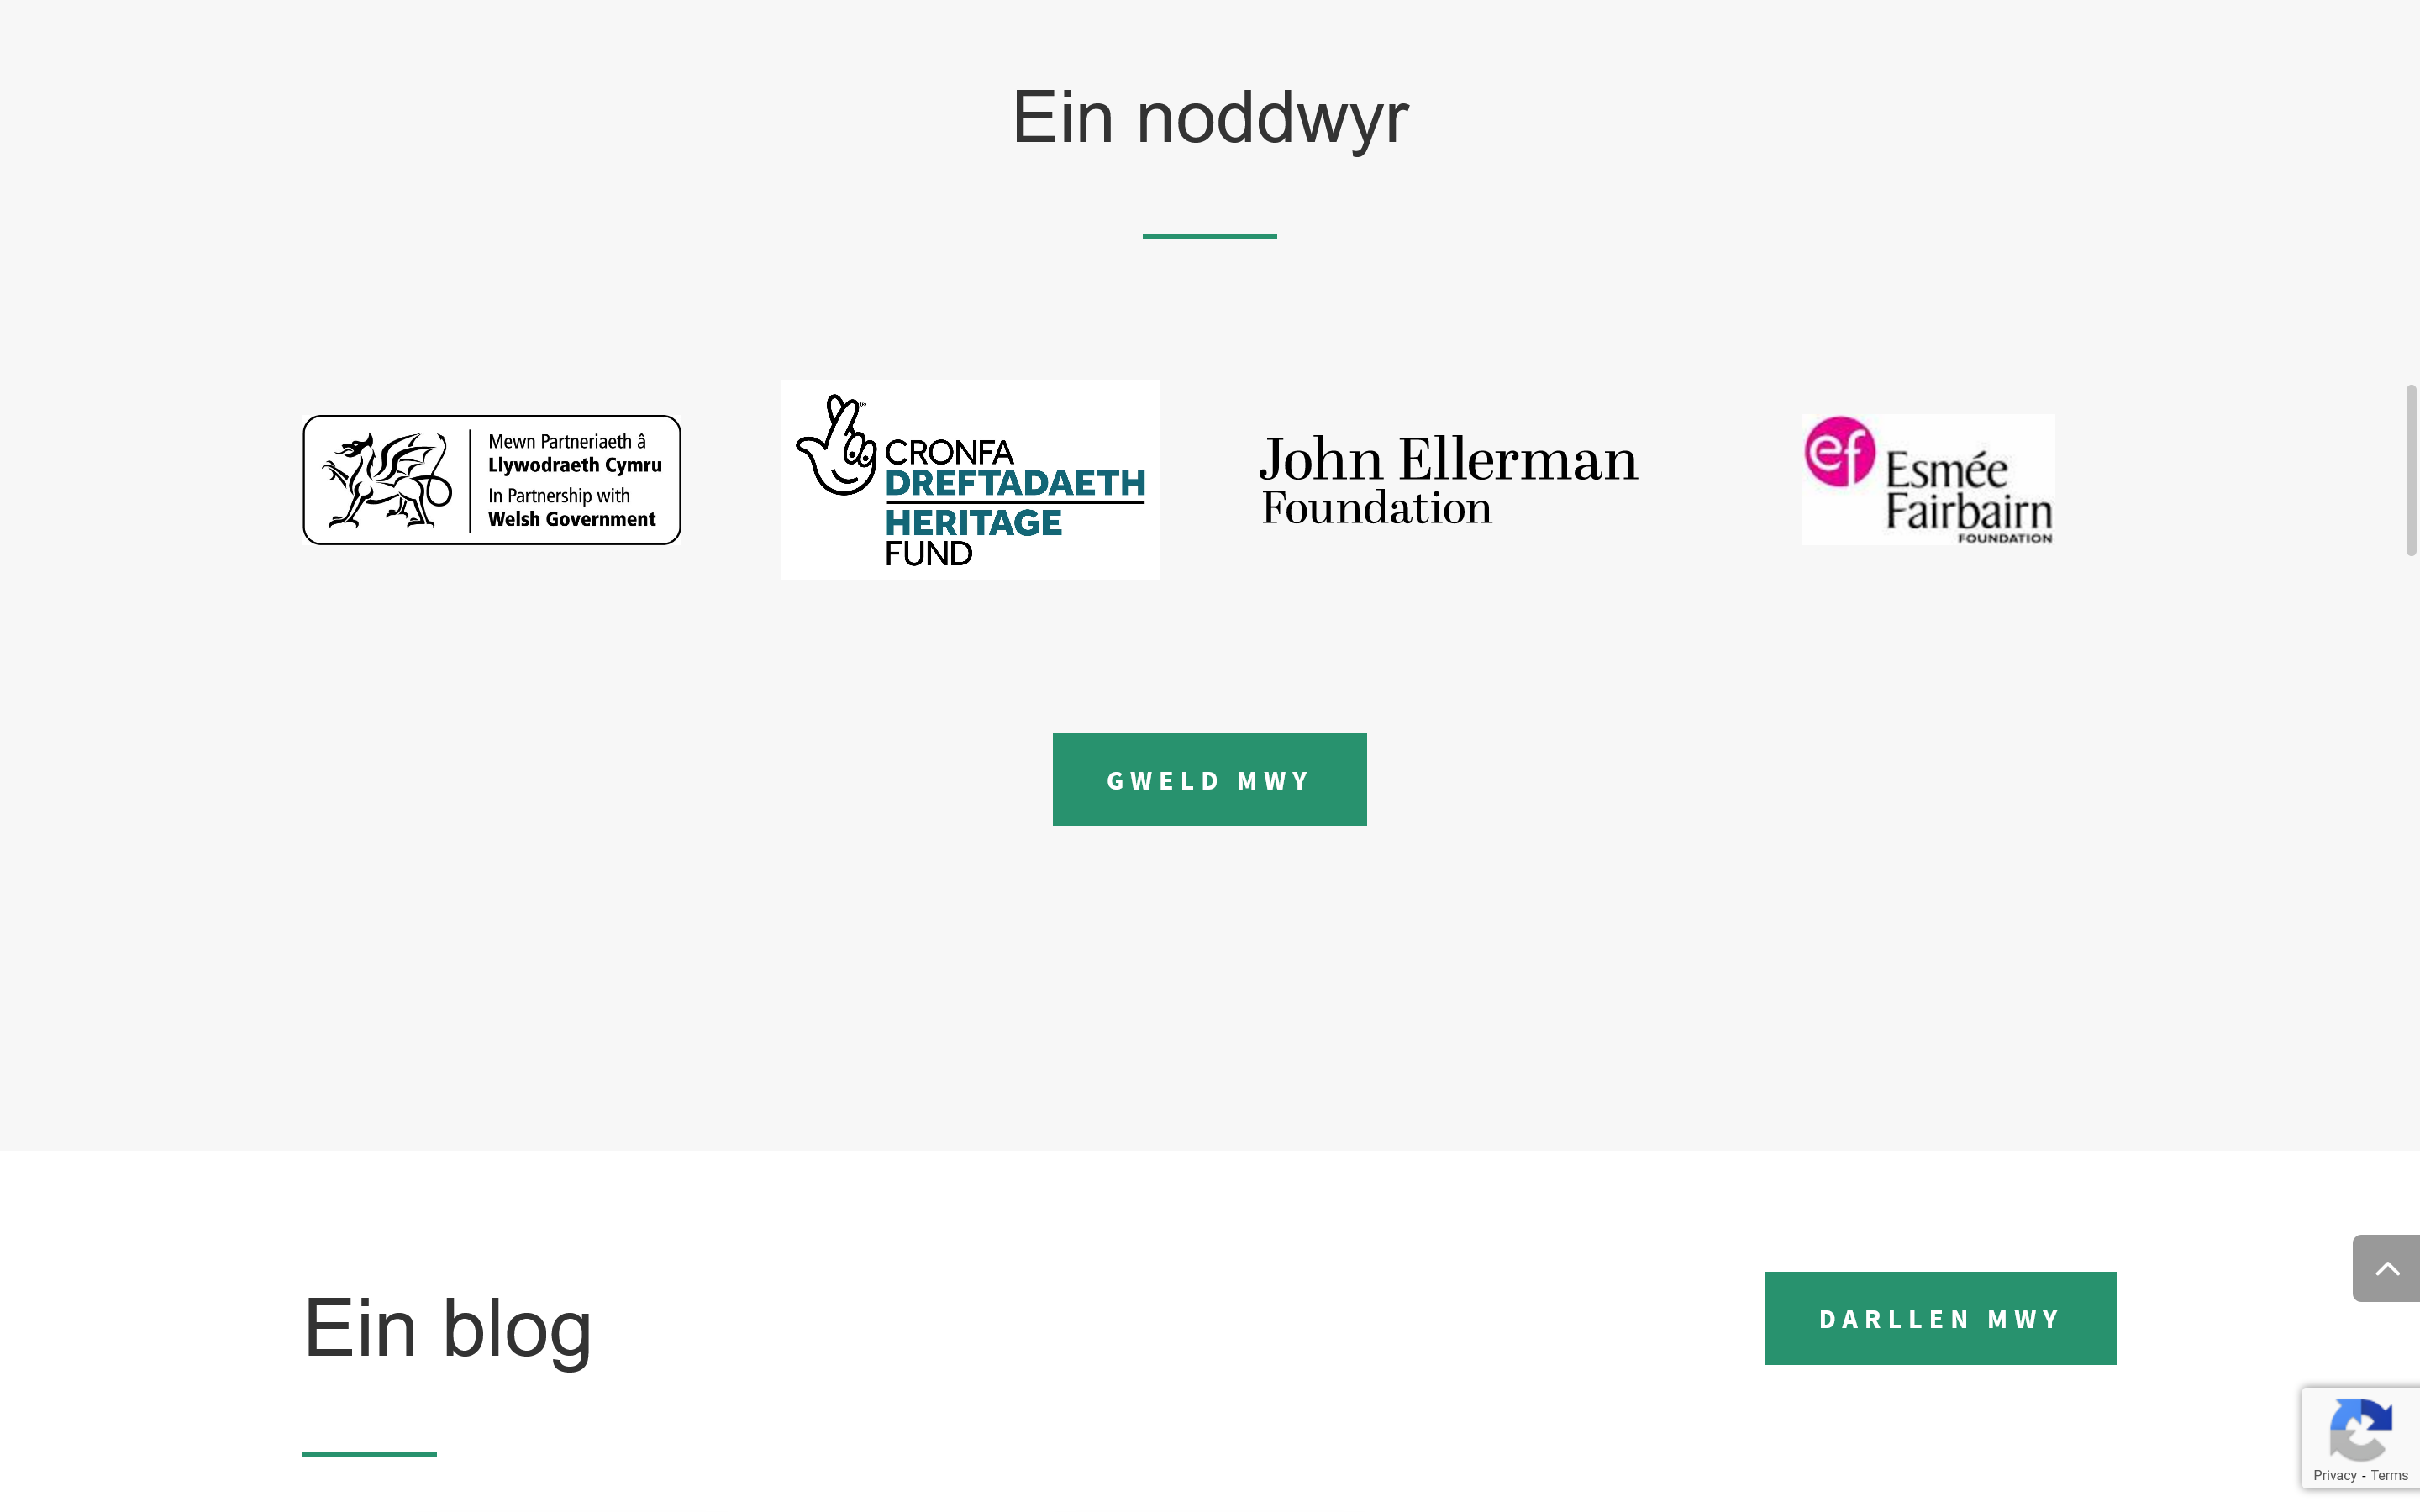 Ein noddwyr
Mewn Partneriaeth â
Llywodraeth Cymru
In Partnership with
Welsh Government
®
CRONFA
DREFTADAETH
HERITAGE
FUND
John Ellerman
Foundation
ef
Esmée
Fairbairn
FOUNDATION
GWELD MWY
Ein blog
DARLLEN MWY
Privacy - Terms